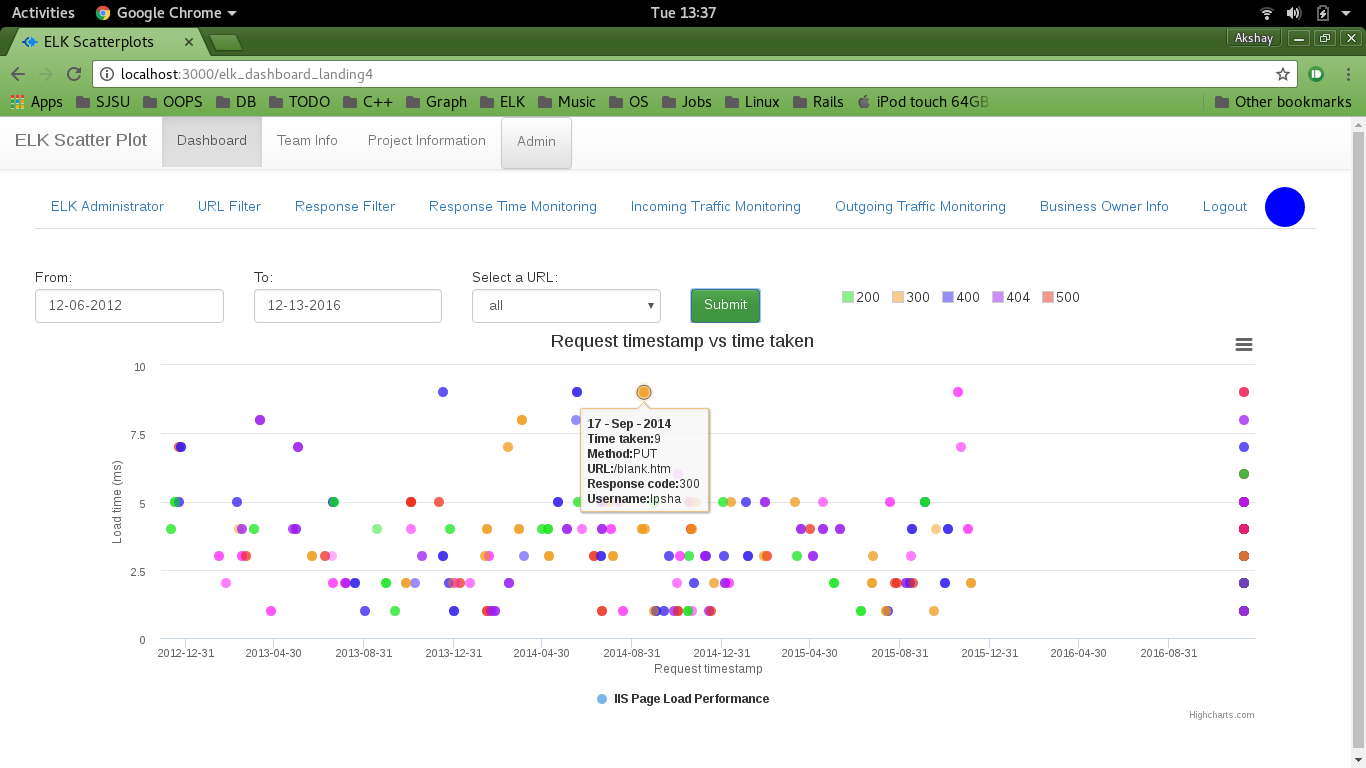 Activities Google Chrome Tue 13:37
ELK Scatterplots Akshay
localhost:3000/elk_dashboard_landing4
Apps SJSU OOPS DB TODO C++ Graph ELK Music OS Jobs Linux Rails iPod touch 64GB Other bookmarks
ELK Scatter Plot Dashboard Team Info Project Information Admin
ELK Administrator URL Filter Response Filter Response Time Monitoring Incoming Traffic Monitoring Outgoing Traffic Monitoring Business Owner Info Logout
From: To: Select a URL:
12-06-2012 12-13-2016 all Submit 200 300 400 404 500
Request timestamp vs time taken
10
7.5
5
2.5
0
Load time (ms)
17 - Sep - 2014
Time taken:9
Method:PUT
URL:/blank.htm
Response code:300
Username:lpsha
2012-12-31 2013-04-30 2013-08-31 2013-12-31 2014-04-30 2014-08-31 2014-12-31 2015-04-30 2015-08-31 2015-12-31 2016-04-30 2016-08-31
Request timestamp
IIS Page Load Performance
Highcharts.com